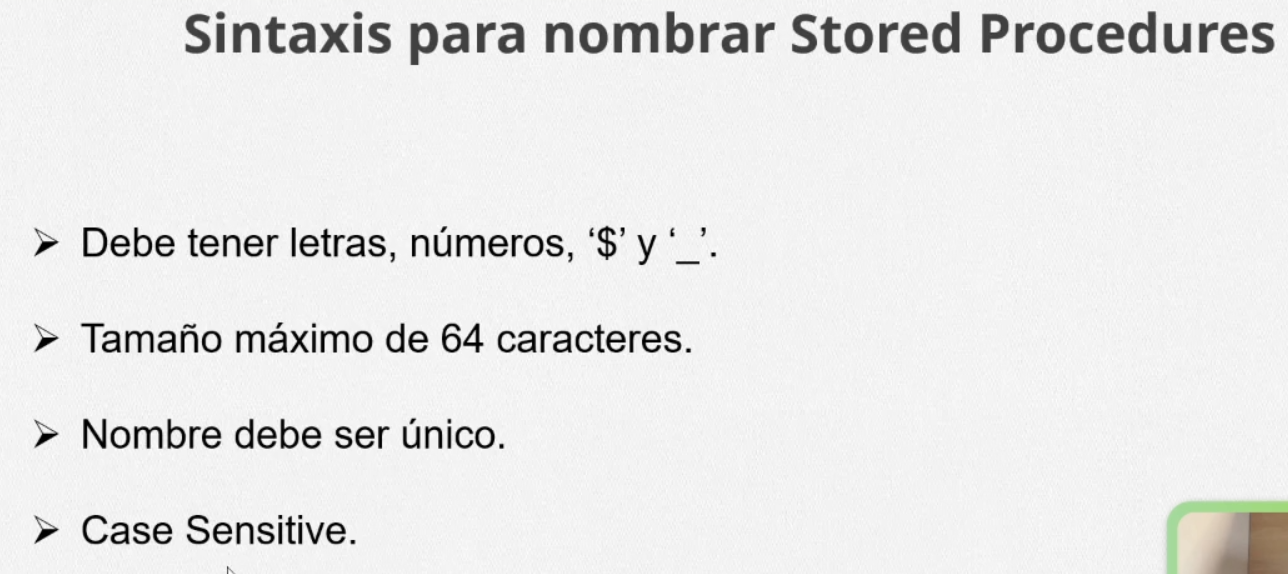 Sintaxis para nombrar Stored Procedures
➢ Debe tener letras, números, ‘$’ y ‘_’.
➢ Tamaño máximo de 64 caracteres.
➢ Nombre debe ser único.
➢ Case Sensitive.